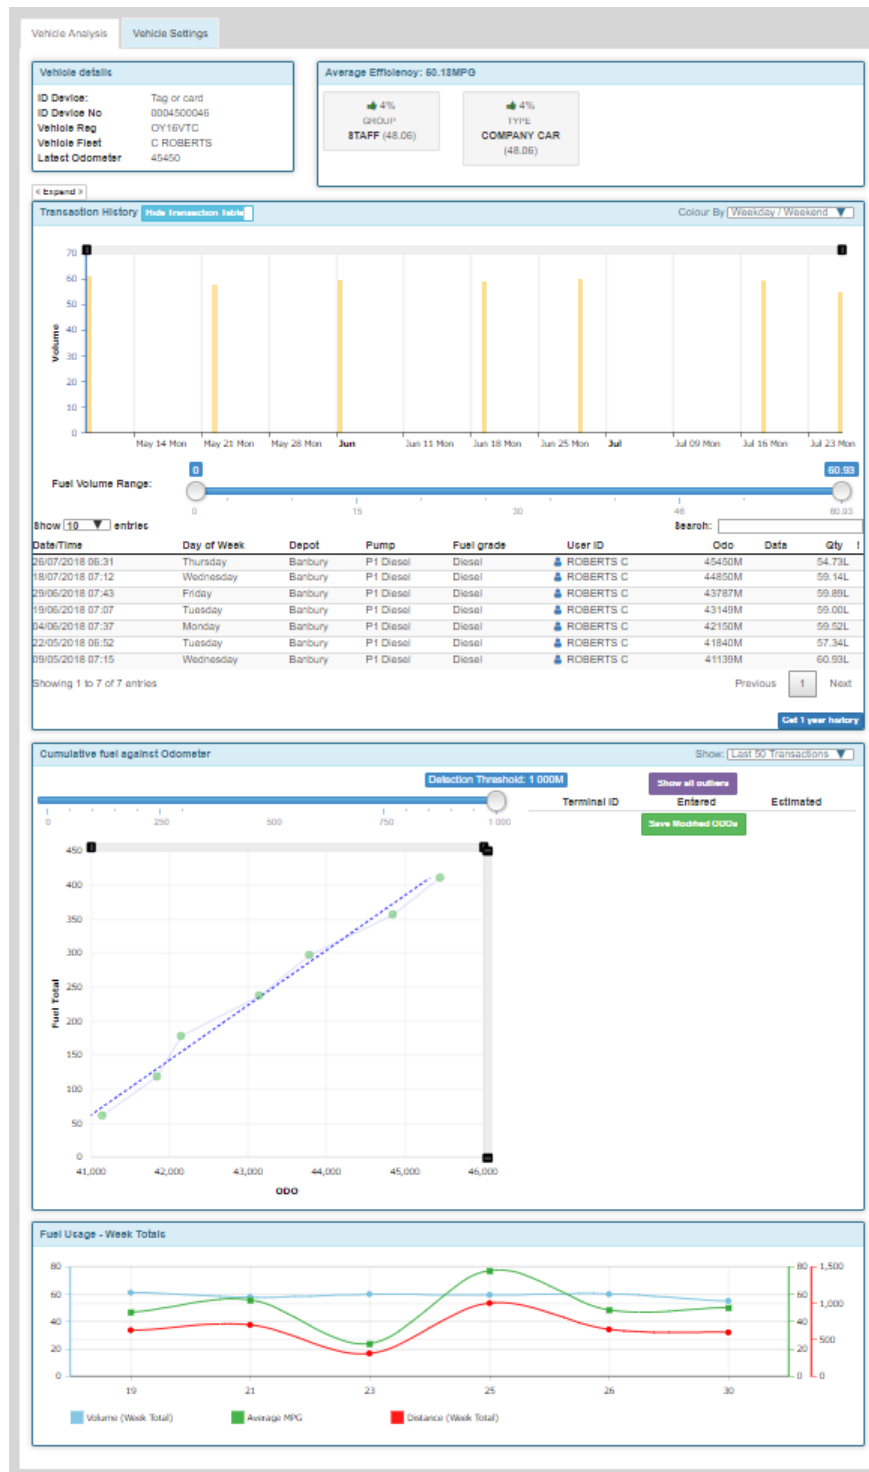 Vehicle Analysis Vehicle Settings
Vehicle details
ID Device: Tag or card
ID Device No 0004500046
Vehicle Reg OY16VTC
Vehicle Fleet C ROBERTS
Latest Odometer 45450
Average Efficiency: 50.13MPG
4% 4%
GROUP TYPE
STAFF (48.06) COMPANY CAR
(48.06)
< Expand >
Transaction History Hide Transaction Table Colour By Weekday / Weekend
70
60
50
40
30
20
10
0
Volume
May 14 Mon May 21 Mon May 28 Mon Jun Jun 11 Mon Jun 18 Mon Jun 25 Mon Jul Jul 09 Mon Jul 16 Mon Jul 23 Mon
0 60.93
Fuel Volume Range:
0 15 30 46 60.93
Show 10 entries Search:
Date/Time Day of Week Depot Pump Fuel grade User ID Odo Data Qty !
26/07/2018 06:31 Thursday Banbury P1 Diesel Diesel ROBERTS C 45450M 54.73L
18/07/2018 07:12 Wednesday Banbury P1 Diesel Diesel ROBERTS C 44850M 59.14L
29/06/2018 07:43 Friday Banbury P1 Diesel Diesel ROBERTS C 43787M 59.89L
19/06/2018 07:07 Tuesday Banbury P1 Diesel Diesel ROBERTS C 43149M 59.00L
04/06/2018 07:37 Monday Banbury P1 Diesel Diesel ROBERTS C 42150M 59.52L
22/05/2018 06:52 Tuesday Banbury P1 Diesel Diesel ROBERTS C 41840M 57.34L
09/05/2018 07:15 Wednesday Banbury P1 Diesel Diesel ROBERTS C 41139M 60.93L
Showing 1 to 7 of 7 entries Previous 1 Next
Get 1 year history
Cumulative fuel against Odometer Show: Last 50 Transactions
Detection Threshold: 1 000M Show all outliers
Terminal ID Entered Estimated
0 250 500 750 1 000 Save Modified ODOs
450
400
350
300
250
200
150
100
50
0
Fuel Total
41,000 42,000 43,000 44,000 45,000 46,000
ODO
Fuel Usage - Week Totals
80 80 1,500
60 60 1,000
40 40
20 20 500
0 0 0
19 21 23 25 26 30
Volume (Week Total) Average MPG Distance (Week Total)